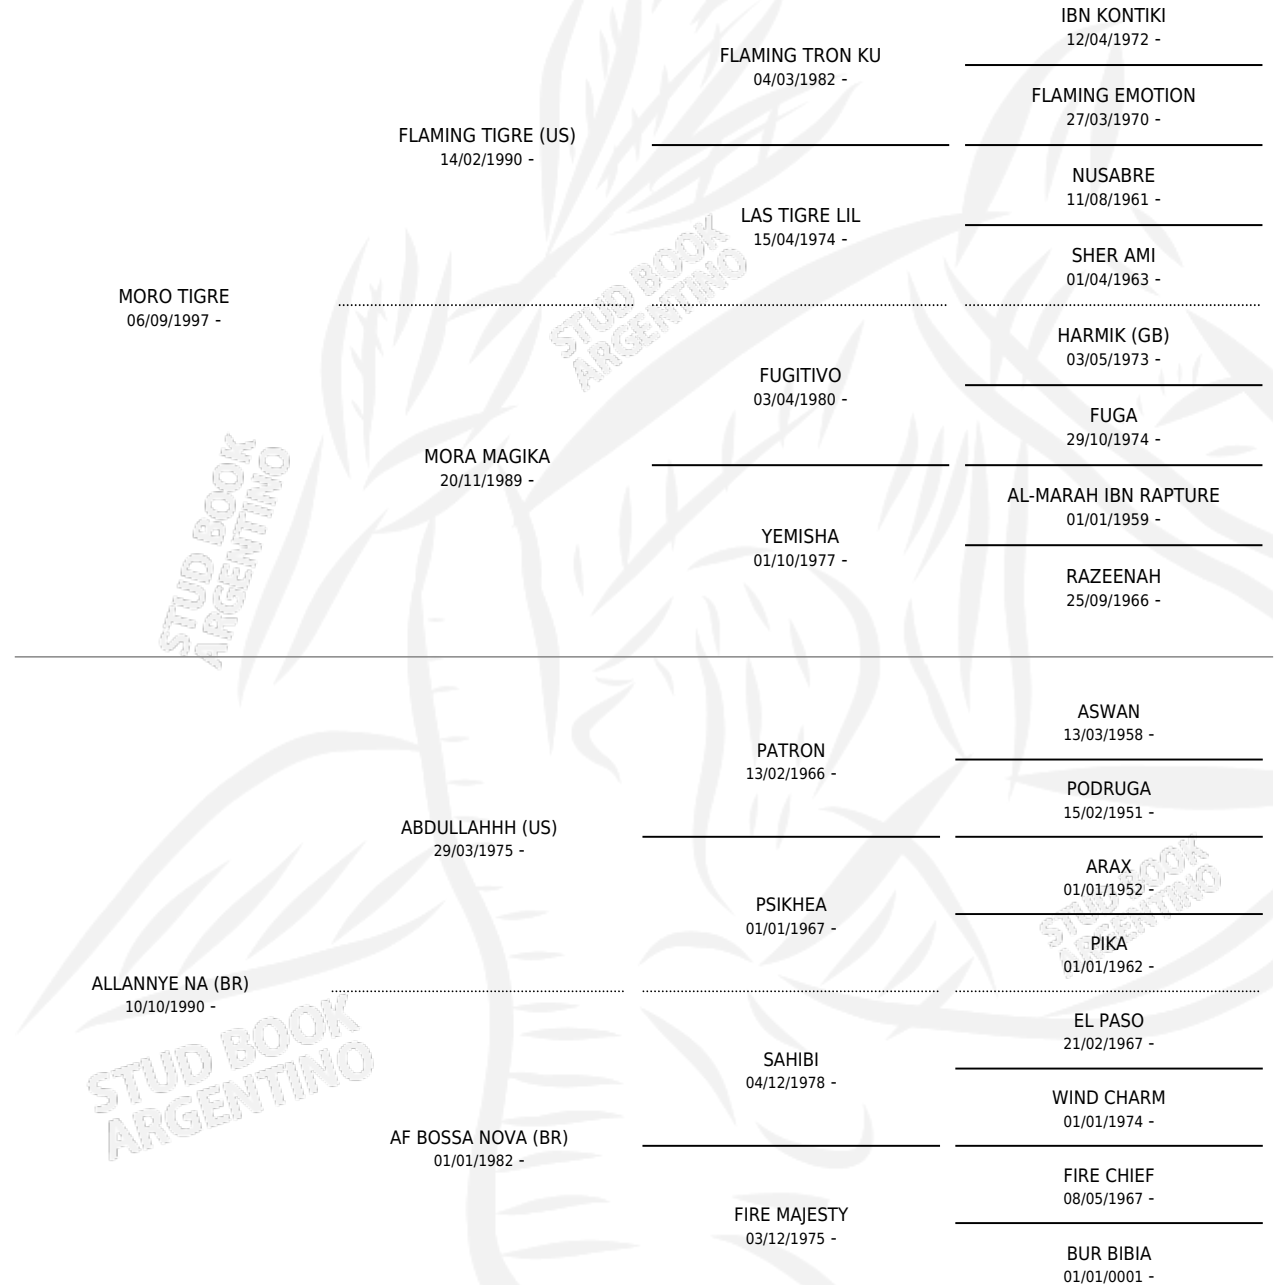 IBN KONTIKI
12/04/1972 -
FLAMING TRON KU
04/03/1982 -
FLAMING EMOTION
27/03/1970 -
FLAMING TIGRE (US)
14/02/1990 -
NUSABRE
11/08/1961 -
LAS TIGRE LIL
15/04/1974 -
SHER AMI
01/04/1963 -
MORO TIGRE
06/09/1997 -
HARMIK (GB)
03/05/1973 -
FUGITIVO
03/04/1980 -
FUGA
29/10/1974 -
MORA MAGIKA
20/11/1989 -
AL-MARAH IBN RAPTURE
01/01/1959 -
YEMISHA
01/10/1977 -
RAZEENAH
25/09/1966 -
STUD BOOK
ARGENTINO
STUD BOOK
ARGENTINO
ASWAN
13/03/1958 -
PATRON
13/02/1966 -
PODRUGA
15/02/1951 -
ABDULLAHHH (US)
29/03/1975 -
ARAX
01/01/1952 -
PSIKHEA
01/01/1967 -
PIKA
01/01/1962 -
ALLANNYE NA (BR)
10/10/1990 -
EL PASO
21/02/1967 -
SAHIBI
04/12/1978 -
WIND CHARM
01/01/1974 -
AF BOSSA NOVA (BR)
01/01/1982 -
FIRE CHIEF
08/05/1967 -
FIRE MAJESTY
03/12/1975 -
BUR BIBIA
01/01/0001 -
STUD BOOK
ARGENTINO
STUD BOOK
ARGENTINO